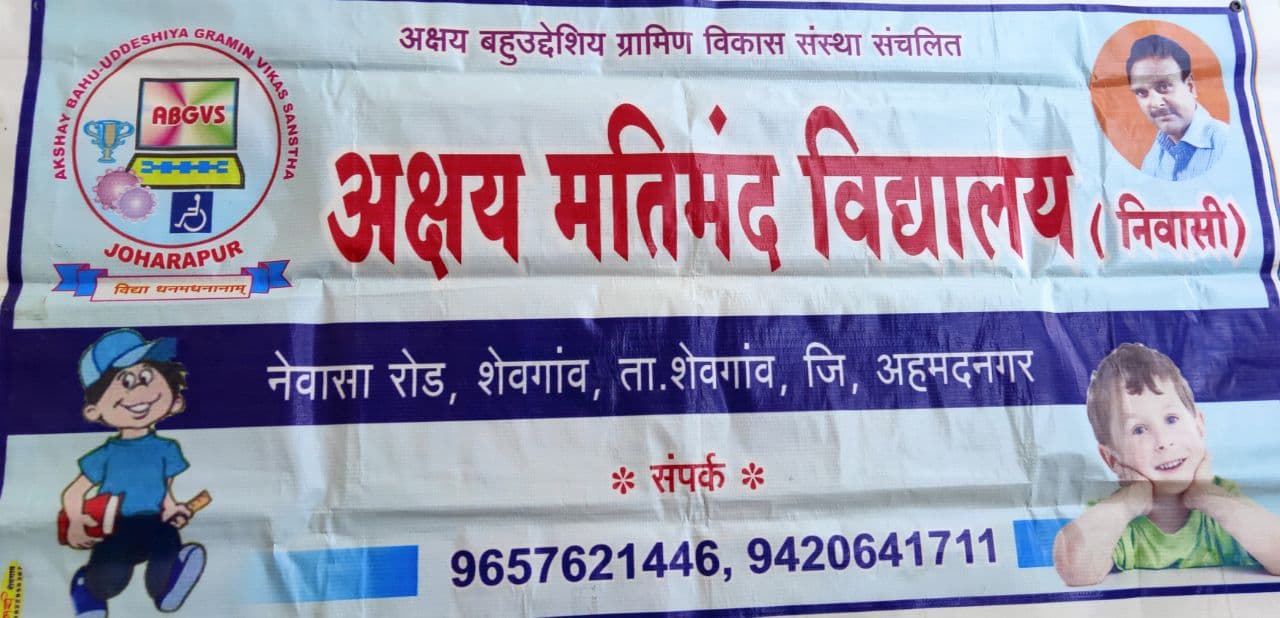 अक्षय बहुउद्देशिय ग्रामिण विकास संस्था संचलित
AKSHAY BAHU-UDDESHIYA GRAMIN VIKAS SANSTHA
ABGVS
JOHARAPUR
विद्या धनमधनानाम्
अक्षय मतिमंद विद्यालय ( निवासी )
नेवासा रोड, शेवगांव, ता.शेवगांव, जि, अहमदनगर
* संपर्क *
9657621446, 9420641711